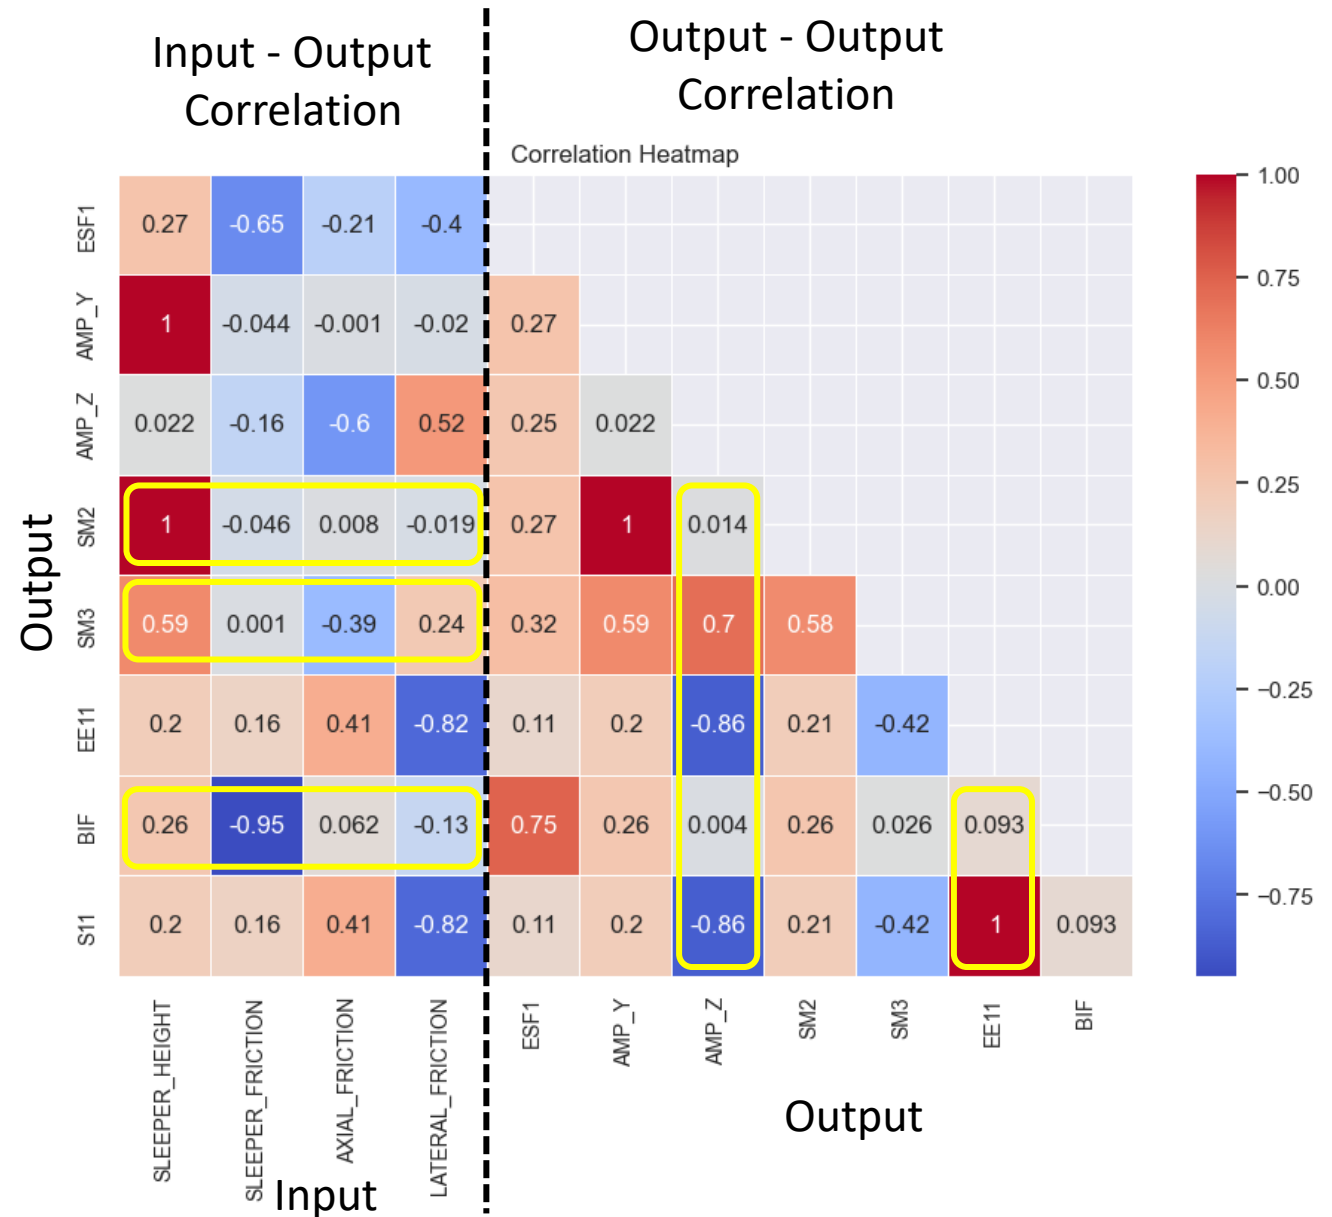 Input - Output
Correlation
Output - Output
Correlation
Correlation Heatmap
Output
ESF1 0.27 -0.65 -0.21 -0.4
AMP_Y 1 -0.044 -0.001 -0.02 0.27
AMP_Z 0.022 -0.16 -0.6 0.52 0.25 0.022
SM2 1 -0.046 0.008 -0.019 0.27 1 0.014
SM3 0.59 0.001 -0.39 0.24 0.32 0.59 0.7 0.58
EE11 0.2 0.16 0.41 -0.82 0.11 0.2 -0.86 0.21 -0.42
BIF 0.26 -0.95 0.062 -0.13 0.75 0.26 0.004 0.26 0.026 0.093
S11 0.2 0.16 0.41 -0.82 0.11 0.2 -0.86 0.21 -0.42 1 0.093
SLEEPER_HEIGHT
SLEEPER_FRICTION
AXIAL_FRICTION
LATERAL_FRICTION
ESF1
AMP_Y
AMP_Z
SM2
SM3
EE11
BIF
Input
Output
1.00
0.75
0.50
0.25
0.00
−0.25
−0.50
−0.75